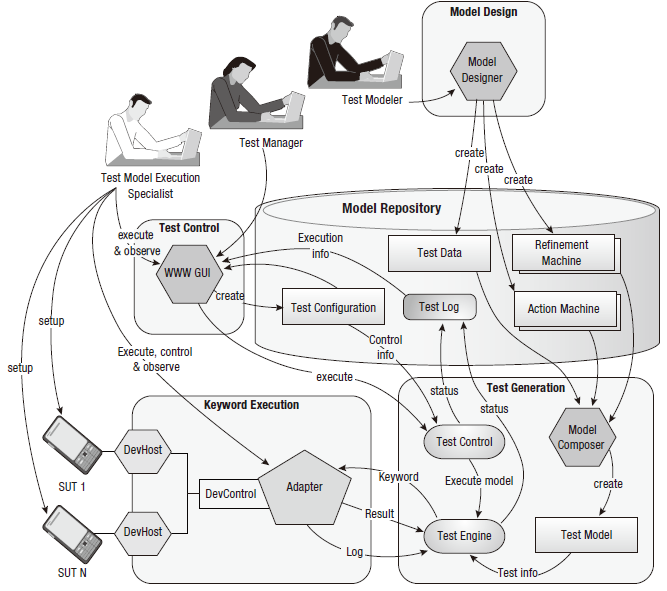 Model Design
Model
Designer
Test Modeler
Test Manager
Test Model Execution
Specialist
create
create
create
Model Repository
Test Control
execute
& observe
WWW GUI
Execution
info
Test Data
Refinement
Machine
create
Test Configuration
Test Log
Action Machine
setup
setup
Execute, control
& observe
Control
info
execute
status
status
Test Generation
Keyword Execution
Model
Composer
Test Control
DevHost
SUT 1
DevControl
Adapter
Keyword
Execute model
create
Result
DevHost
Test Engine
Test Model
Log
SUT N
Test info